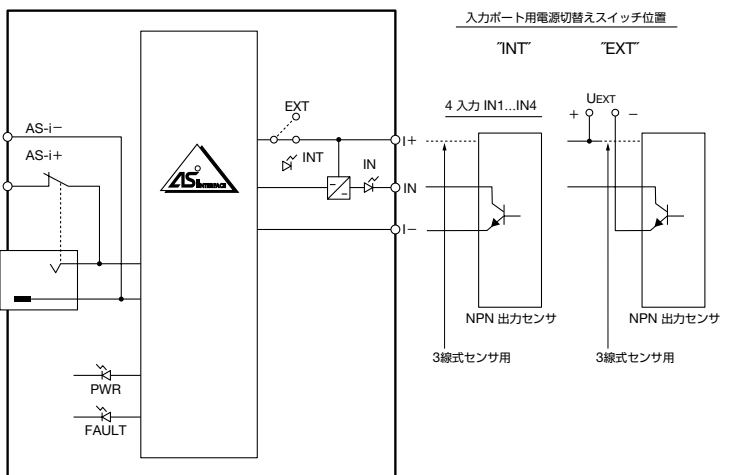 入力ポート用電源切替えスイッチ位置
″INT″
″EXT″
4 入力 IN1...IN4
UEXT
+
−
AS-i−
AS-i+
EXT
INT
IN
I+
IN
I−
AS-INTERFACE
NPN 出力センサ
NPN 出力センサ
3線式センサ用
3線式センサ用
PWR
FAULT